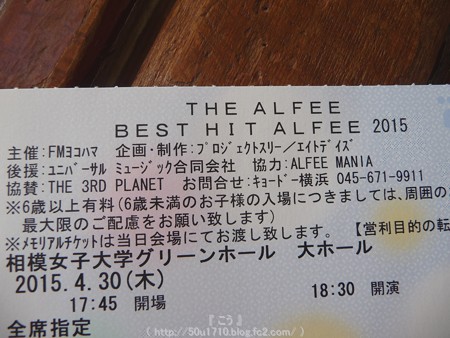 THE ALFEE
BEST HIT ALFEE 2015
主催:FMヨコハマ 企画・制作:プロジェクトスリー/エイトデイズ
後援:ユニバーサル ミュージック合同会社 協力:ALFEE MANIA
協賛:THE 3RD PLANET お問合せ:キョードー横浜 045-671-9911
※6歳以上有料(6歳未満のお子様の入場につきましては、周囲の
最大限のご配慮をお願い致します)
※メモリアルチケットは当日会場にてお渡し致します。【営利目的の転
相模女子大学グリーンホール 大ホール
2015.4.30(木)
17:45 開場 18:30 開演
全席指定
『こう』
( http://50u1710.blog.fc2.com/ )